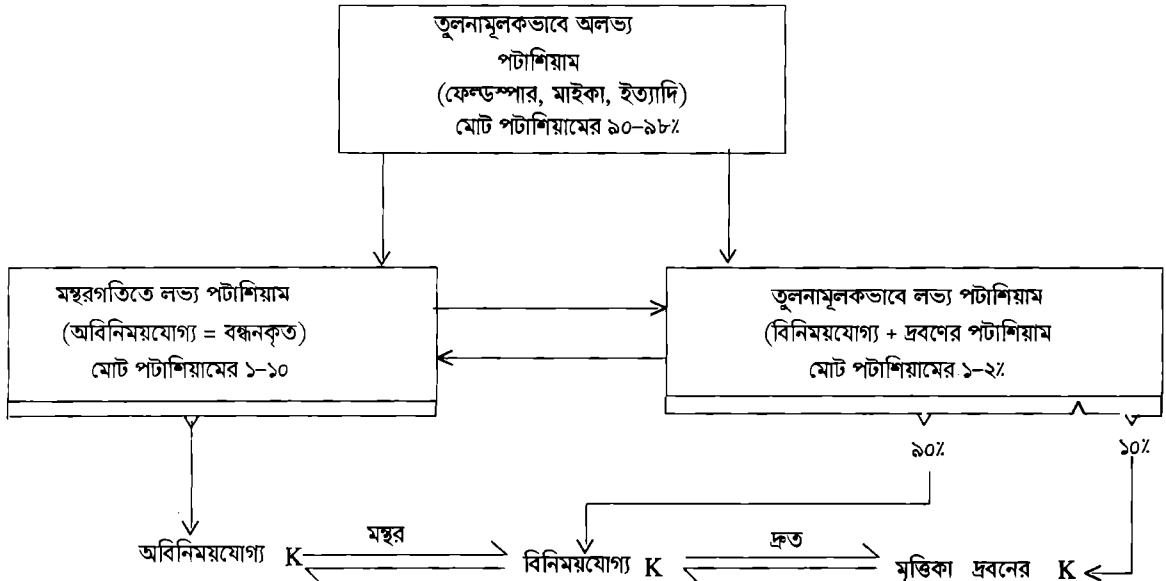 তুলনামূলকভাবে অলভ্য
পটাশিয়াম
(ফেল্ডস্পার, মাইকা, ইত্যাদি)
মোট পটাশিয়ামের ৯০–৯৮%
মন্থরগতিতে লভ্য পটাশিয়াম
(অবিনিময়যোগ্য = বন্ধনকৃত)
মোট পটাশিয়ামের ১–১০
তুলনামূলকভাবে লভ্য পটাশিয়াম
(বিনিময়যোগ্য + দ্রবণের পটাশিয়াম
মোট পটাশিয়ামের ১–২%
৯০%
১০%
অবিনিময়যোগ্য K
মন্থর
বিনিময়যোগ্য K
দ্রুত
মৃত্তিকা দ্রবনের K